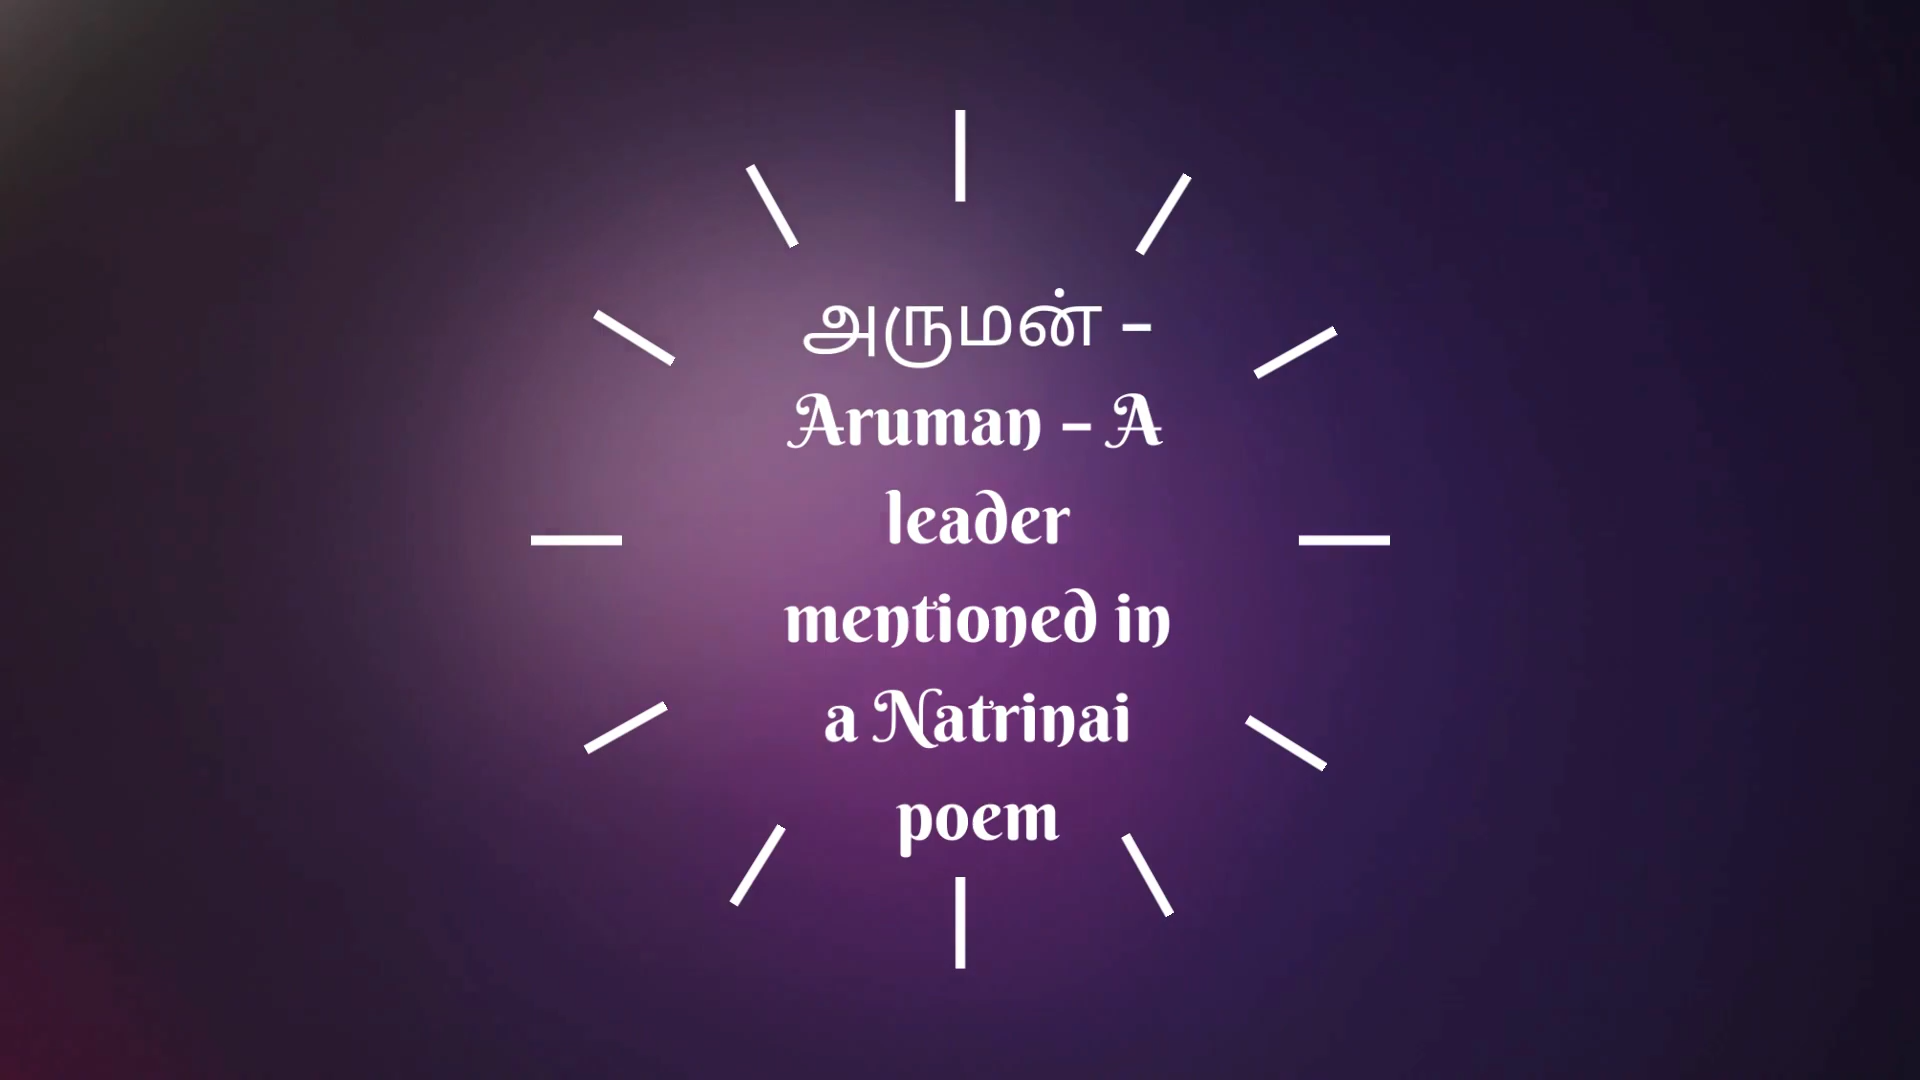 அருமன் –
Aruman – A
leader
mentioned in
a Natrinai
poem